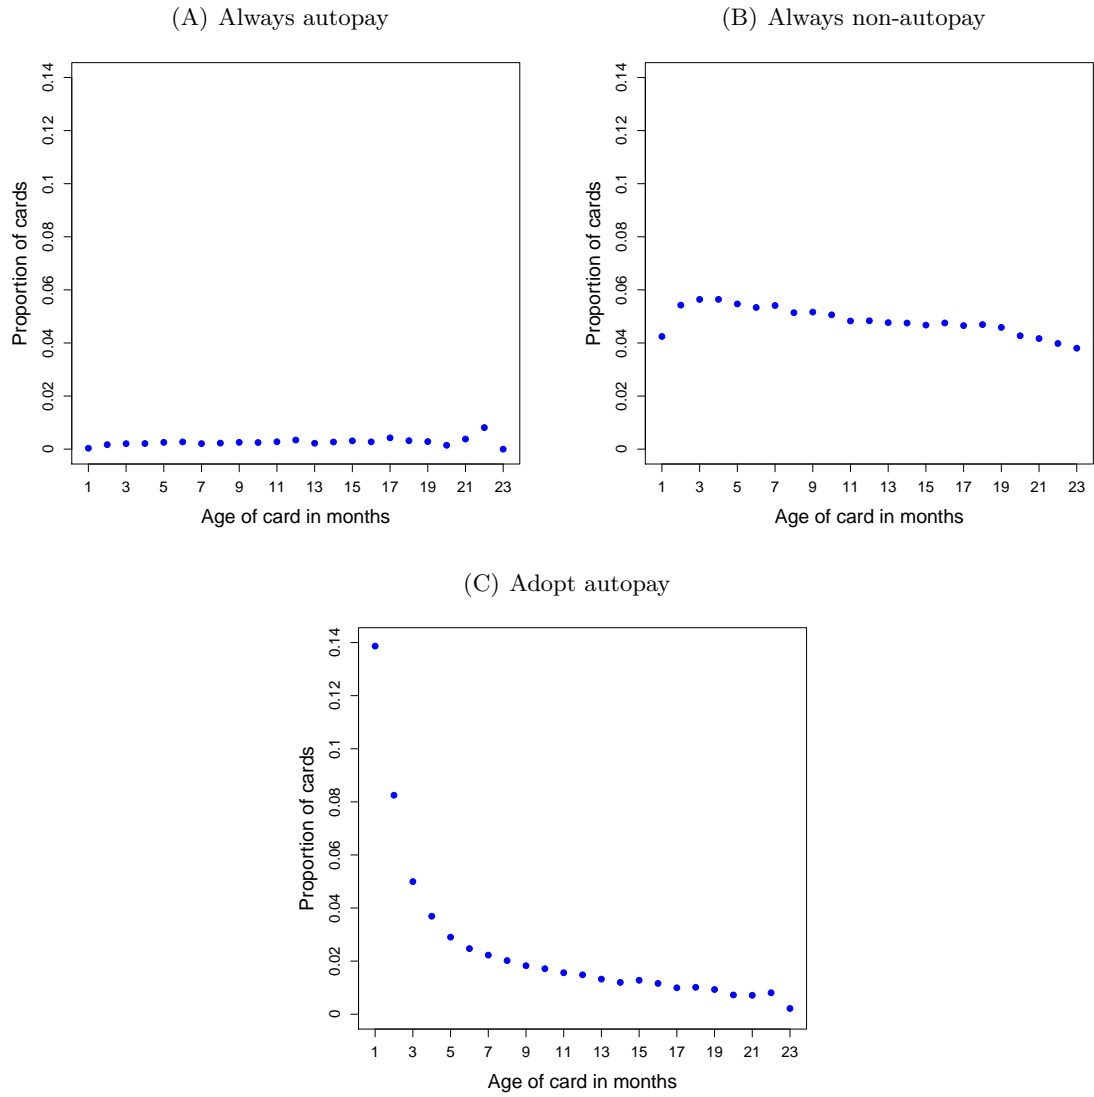 (A) Always autopay
Proportion of cards
0.14
0.12
0.1
0.08
0.06
0.04
0.02
0
1 3 5 7 9 11 13 15 17 19 21 23
Age of card in months
(B) Always non-autopay
Proportion of cards
0.14
0.12
0.1
0.08
0.06
0.04
0.02
0
1 3 5 7 9 11 13 15 17 19 21 23
Age of card in months
(C) Adopt autopay
Proportion of cards
0.14
0.12
0.1
0.08
0.06
0.04
0.02
0
1 3 5 7 9 11 13 15 17 19 21 23
Age of card in months